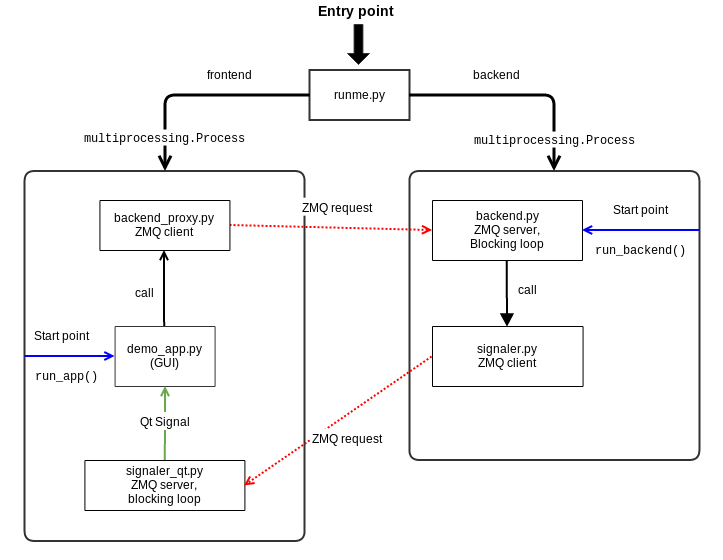 Entry point
frontend
backend
runme.py
multiprocessing.Process
multiprocessing.Process
backend_proxy.py
ZMQ client
ZMQ request
backend.py
ZMQ server,
Blocking loop
Start point
run_backend()
call
call
Start point
run_app()
demo_app.py
(GUI)
signaler.py
ZMQ client
Qt Signal
ZMQ request
signaler_qt.py
ZMQ server,
blocking loop